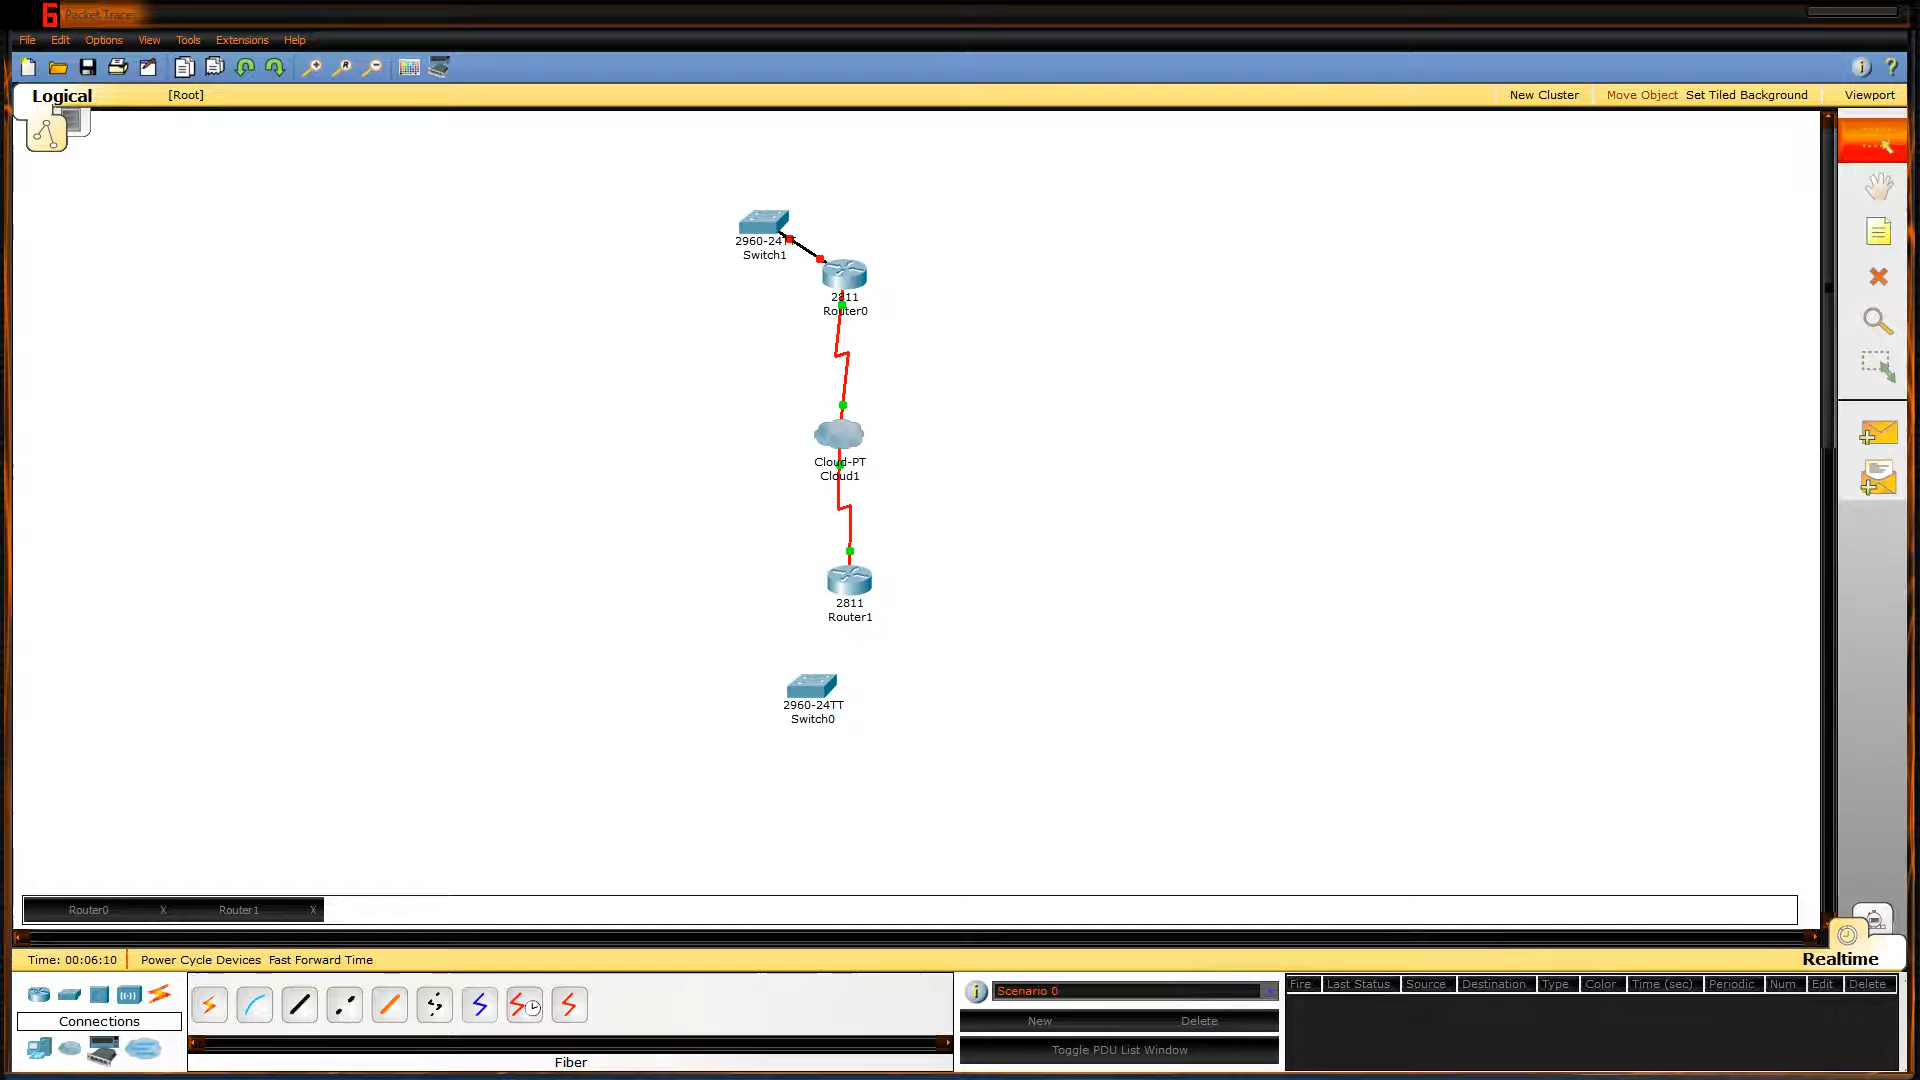 Packet Tracer
File Edit Options View Tools Extensions Help
Logical [Root] New Cluster Move Object Set Tiled Background Viewport
2960-24TT
Switch1
2811
Router0
Cloud-PT
Cloud1
2811
Router1
2960-24TT
Switch0
Router0 X Router1 X
Time: 00:06:10 Power Cycle Devices Fast Forward Time Realtime
Connections
Fiber
Scenario 0
New Delete
Toggle PDU List Window
Fire Last Status Source Destination Type Color Time (sec) Periodic Num Edit Delete